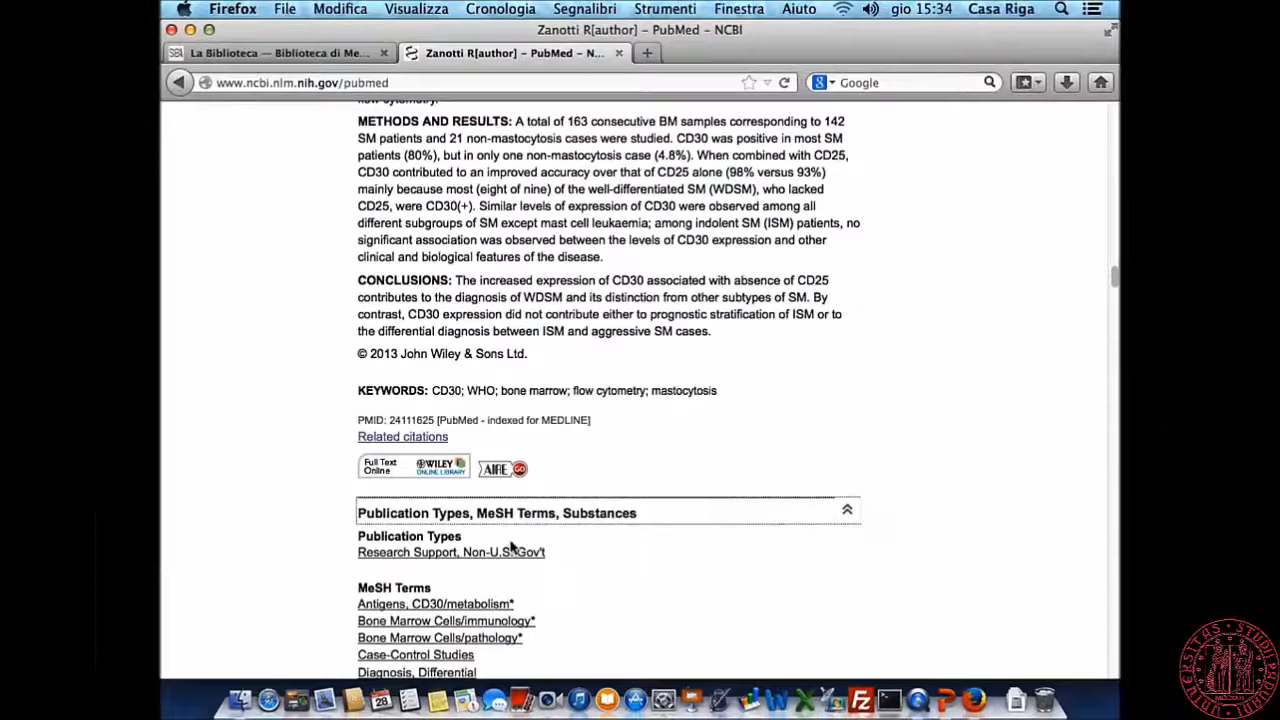 Firefox File Modifica Visualizza Cronologia Segnalibri Strumenti Finestra Aiuto gio 15:34 Casa Riga
Zanotti R[author] – PubMed – NCBI
SBA La Biblioteca — Biblioteca di Me... × Zanotti R[author] – PubMed – N... × +
www.ncbi.nlm.nih.gov/pubmed
Google
flow cytometry.
METHODS AND RESULTS: A total of 163 consecutive BM samples corresponding to 142
SM patients and 21 non-mastocytosis cases were studied. CD30 was positive in most SM
patients (80%), but in only one non-mastocytosis case (4.8%). When combined with CD25,
CD30 contributed to an improved accuracy over that of CD25 alone (98% versus 93%)
mainly because most (eight of nine) of the well-differentiated SM (WDSM), who lacked
CD25, were CD30(+). Similar levels of expression of CD30 were observed among all
different subgroups of SM except mast cell leukaemia; among indolent SM (ISM) patients, no
significant association was observed between the levels of CD30 expression and other
clinical and biological features of the disease.
CONCLUSIONS: The increased expression of CD30 associated with absence of CD25
contributes to the diagnosis of WDSM and its distinction from other subtypes of SM. By
contrast, CD30 expression did not contribute either to prognostic stratification of ISM or to
the differential diagnosis between ISM and aggressive SM cases.
© 2013 John Wiley & Sons Ltd.
KEYWORDS: CD30; WHO; bone marrow; flow cytometry; mastocytosis
PMID: 24111625 [PubMed - indexed for MEDLINE]
Related citations
Full Text
Online
WILEY
ONLINE LIBRARY
AIRE GO
Publication Types, MeSH Terms, Substances
Publication Types
Research Support, Non-U.S. Gov't
MeSH Terms
Antigens, CD30/metabolism*
Bone Marrow Cells/immunology*
Bone Marrow Cells/pathology*
Case-Control Studies
Diagnosis, Differential
28